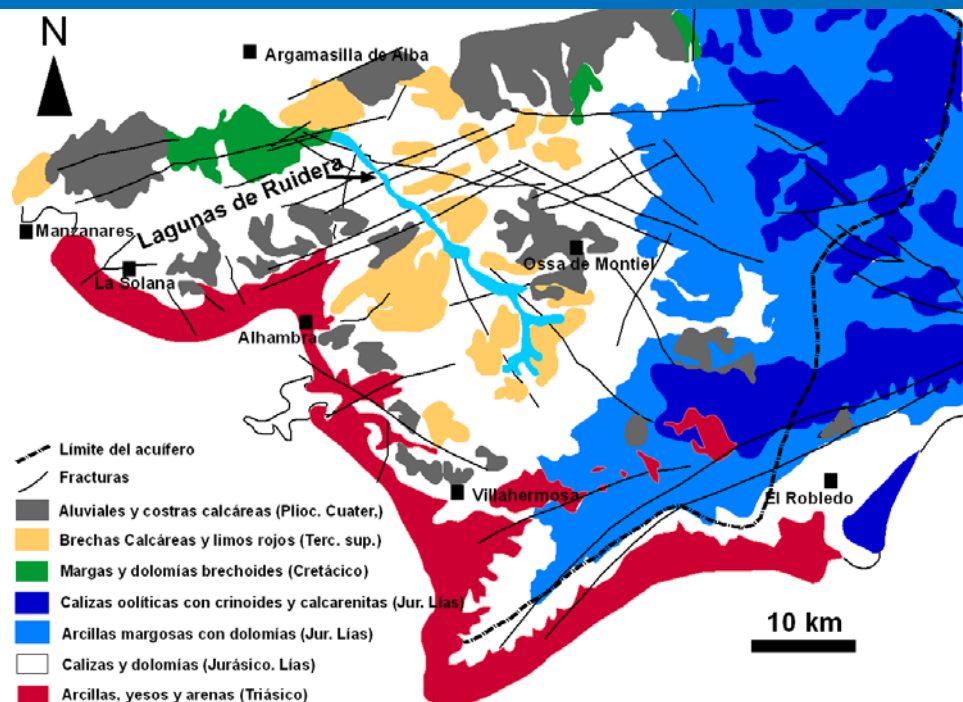 N
Argamasilla de Alba
Lagunas de Ruidera
Manzanares
La Solana
Ossa de Montiel
Alhambra
Villahermosa
El Robledo
Límite del acuífero
Fracturas
Aluviales y costras calcáreas (Plioc. Cuater,)
Brechas Calcáreas y limos rojos (Terc. sup.)
Margas y dolomías brechoides (Cretácico)
Calizas oolíticas con crinoides y calcarenitas (Jur. Lías)
Arcillas margosas con dolomías (Jur. Lías)
Calizas y dolomías (Jurásico. Lías)
Arcillas, yesos y arenas (Triásico)
10 km